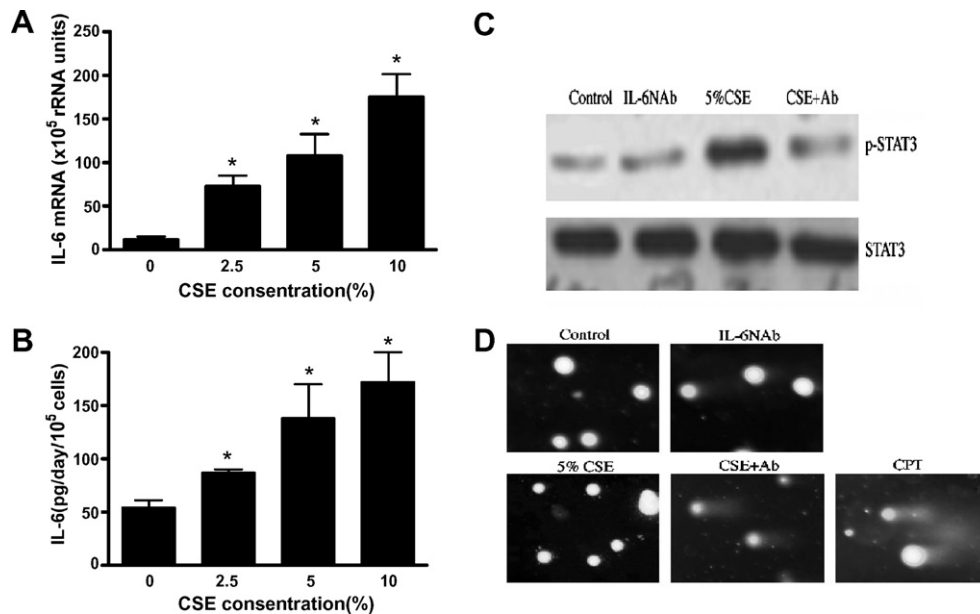 A
IL-6 mRNA (x10⁵ rRNA units)
250
200
150
100
50
0
*
*
*
0 2.5 5 10
CSE consentration(%)
B
IL-6(pg/day/10⁵ cells)
200
150
100
50
0
*
*
*
0 2.5 5 10
CSE consentration(%)
C
Control IL-6NAb 5%CSE CSE+Ab
p-STAT3
STAT3
D
Control IL-6NAb
5% CSE CSE+Ab CPT